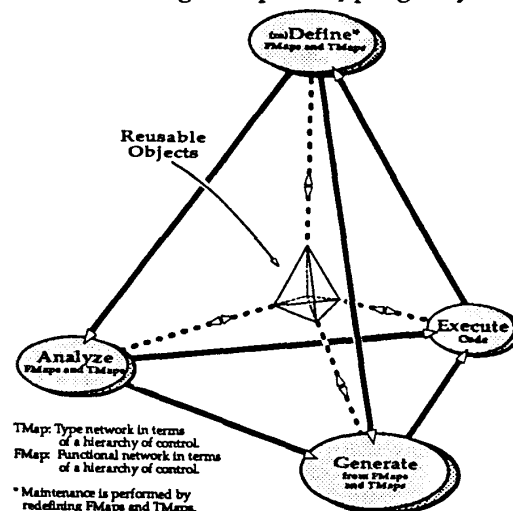 (re)Define*
FMaps and TMaps
Reusable
Objects
Execute
Code
Analyze
FMaps and TMaps
TMap: Type network in terms
of a hierarchy of control.
FMap: Functional network in terms
of a hierarchy of control.
Generate
from FMaps
and TMaps
* Maintenance is performed by
redefining FMaps and TMaps.